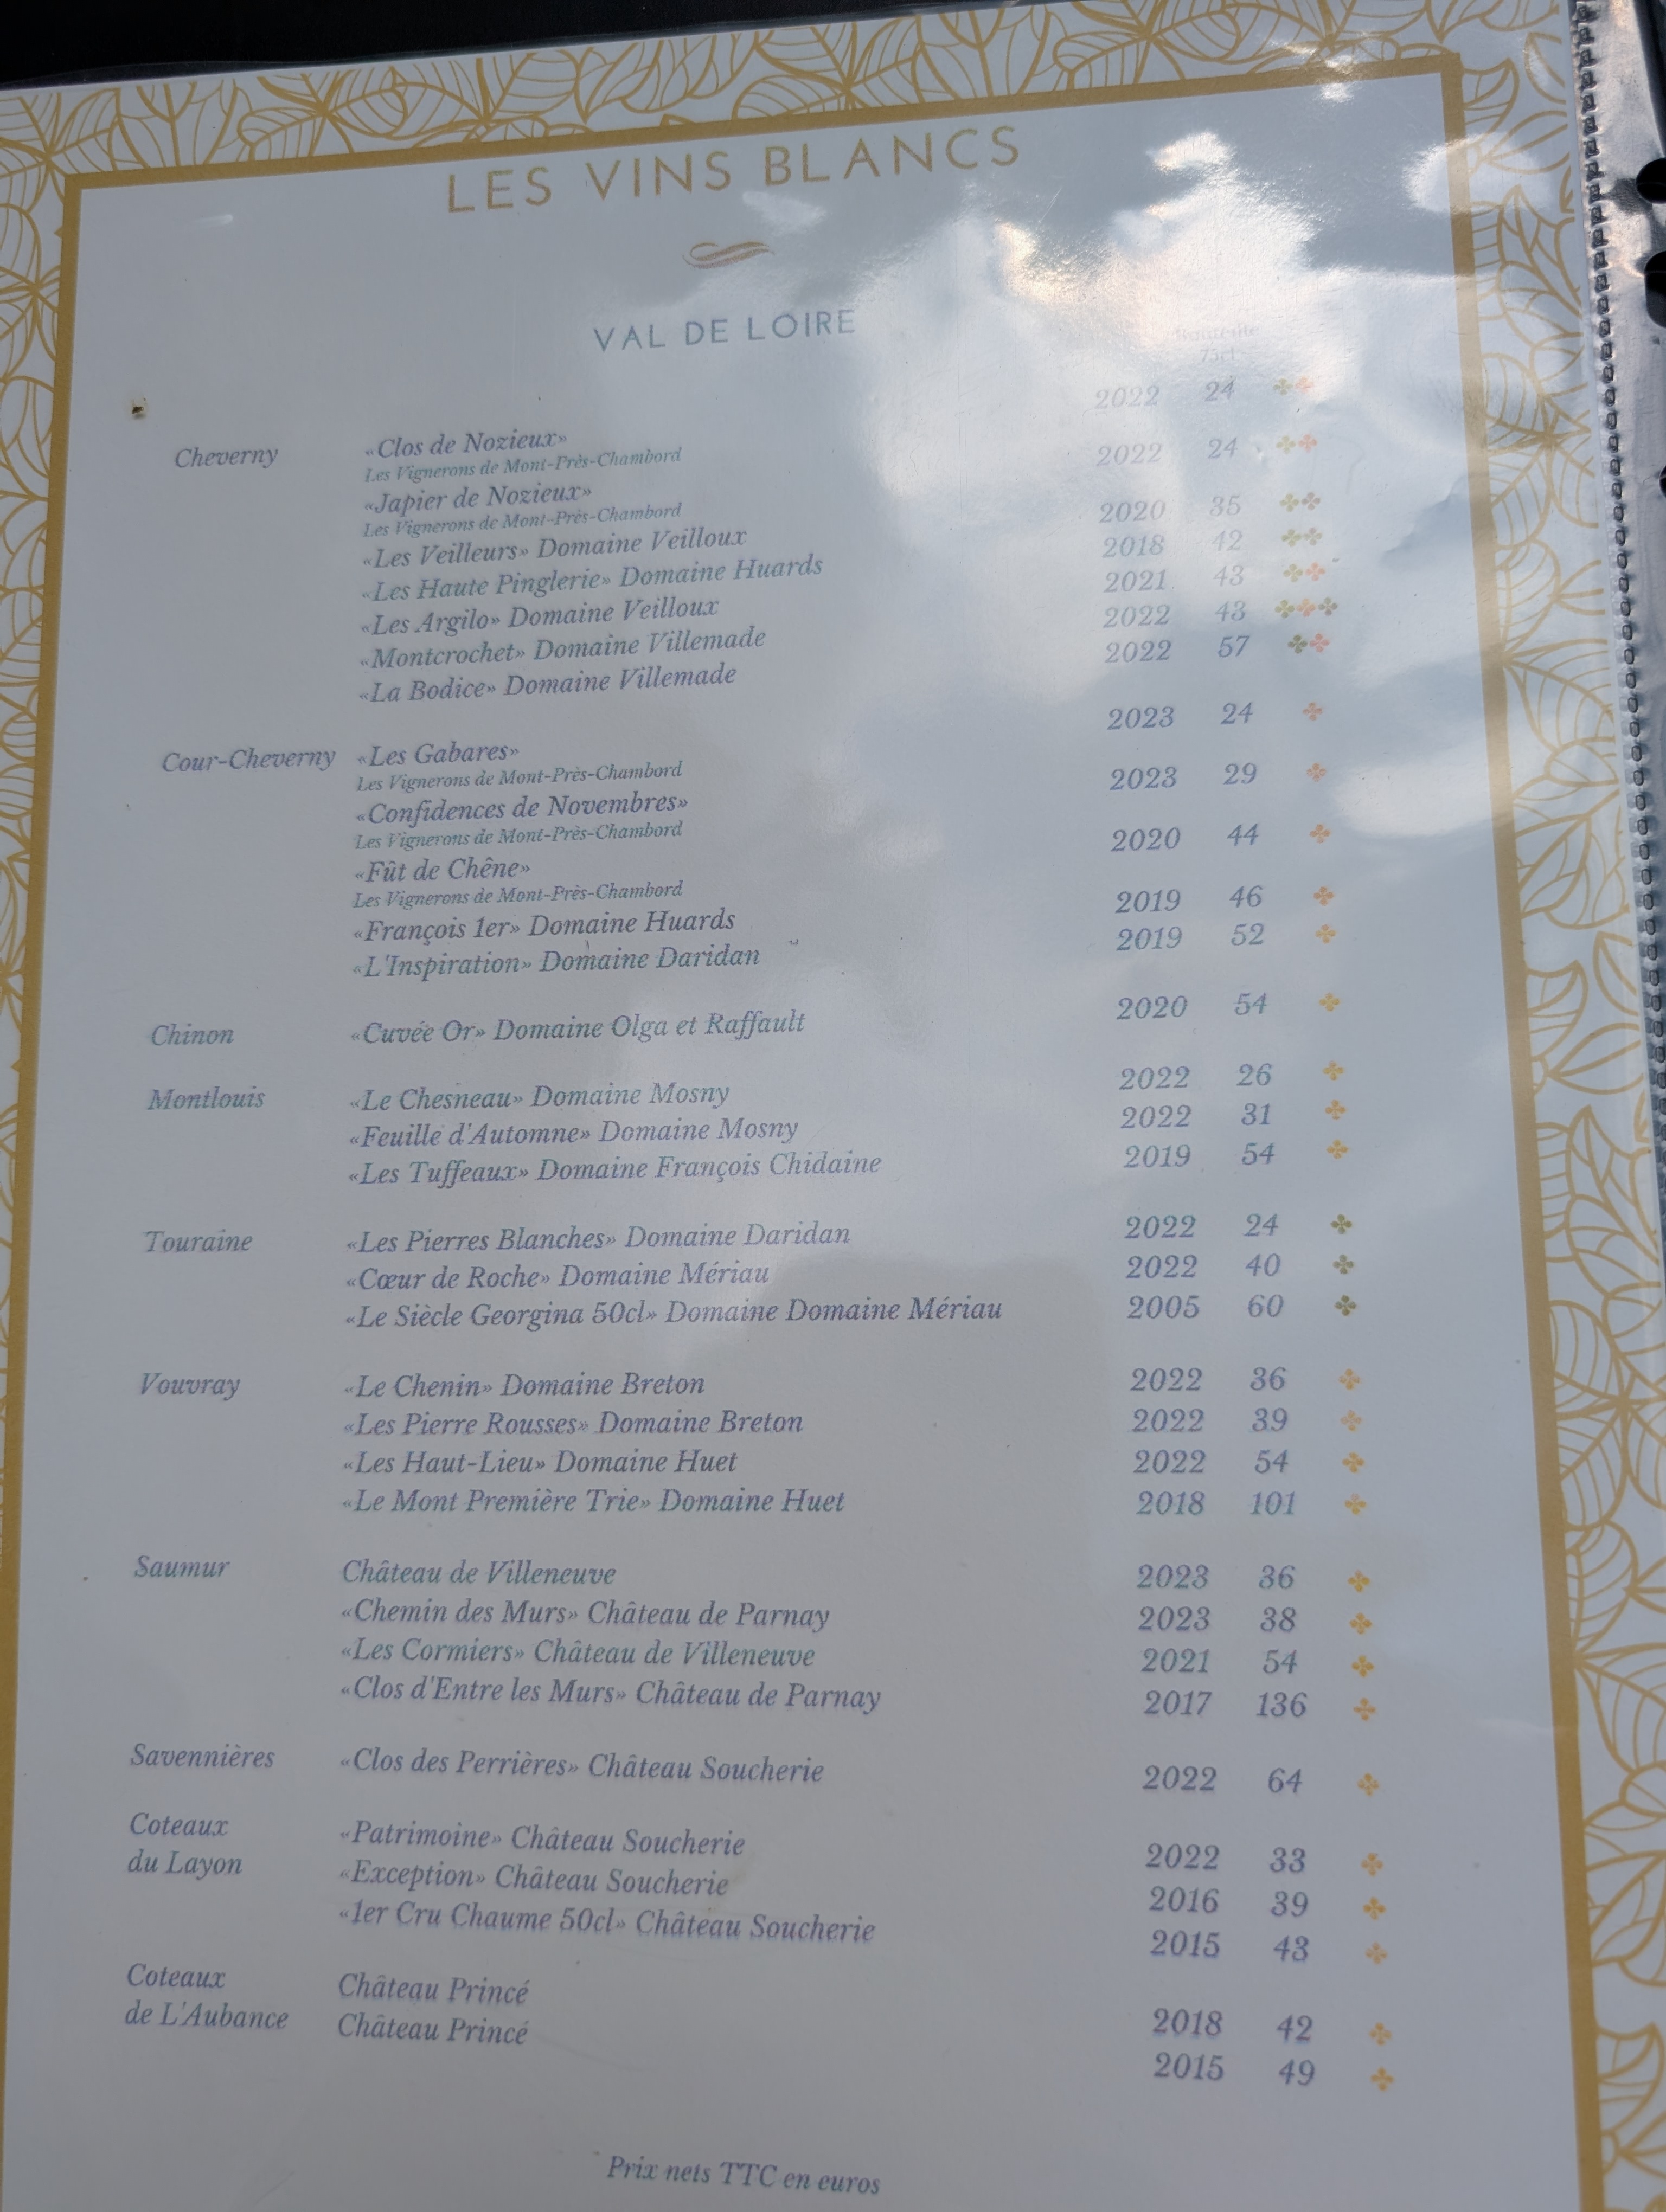 LES VINS BLANCS
VAL DE LOIRE
Bouteille
75cl
Cheverny «Clos de Nozieux» 2022 24
Les Vignerons de Mont-Près-Chambord
«Japier de Nozieux» 2022 24
Les Vignerons de Mont-Près-Chambord
«Les Veilleurs» Domaine Veilloux 2020 35
«Les Haute Pinglerie» Domaine Huards 2018 42
«Les Argilo» Domaine Veilloux 2021 43
«Montcrochet» Domaine Villemade 2022 43
«La Bodice» Domaine Villemade 2022 57
Cour-Cheverny «Les Gabares» 2023 24
Les Vignerons de Mont-Près-Chambord
«Confidences de Novembres» 2023 29
Les Vignerons de Mont-Près-Chambord
«Fût de Chêne» 2020 44
Les Vignerons de Mont-Près-Chambord
«François 1er» Domaine Huards 2019 46
«L'Inspiration» Domaine Daridan 2019 52
Chinon «Cuvée Or» Domaine Olga et Raffault 2020 54
Montlouis «Le Chesneau» Domaine Mosny 2022 26
«Feuille d'Automne» Domaine Mosny 2022 31
«Les Tuffeaux» Domaine François Chidaine 2019 54
Touraine «Les Pierres Blanches» Domaine Daridan 2022 24
«Cœur de Roche» Domaine Mériau 2022 40
«Le Siècle Georgina 50cl» Domaine Domaine Mériau 2005 60
Vouvray «Le Chenin» Domaine Breton 2022 36
«Les Pierre Rousses» Domaine Breton 2022 39
«Les Haut-Lieu» Domaine Huet 2022 54
«Le Mont Première Trie» Domaine Huet 2018 101
Saumur Château de Villeneuve 2023 36
«Chemin des Murs» Château de Parnay 2023 38
«Les Cormiers» Château de Villeneuve 2021 54
«Clos d'Entre les Murs» Château de Parnay 2017 136
Savennières «Clos des Perrières» Château Soucherie 2022 64
Coteaux «Patrimoine» Château Soucherie 2022 33
du Layon «Exception» Château Soucherie 2016 39
«1er Cru Chaume 50cl» Château Soucherie 2015 43
Coteaux Château Princé 2018 42
de L'Aubance Château Princé 2015 49
Prix nets TTC en euros